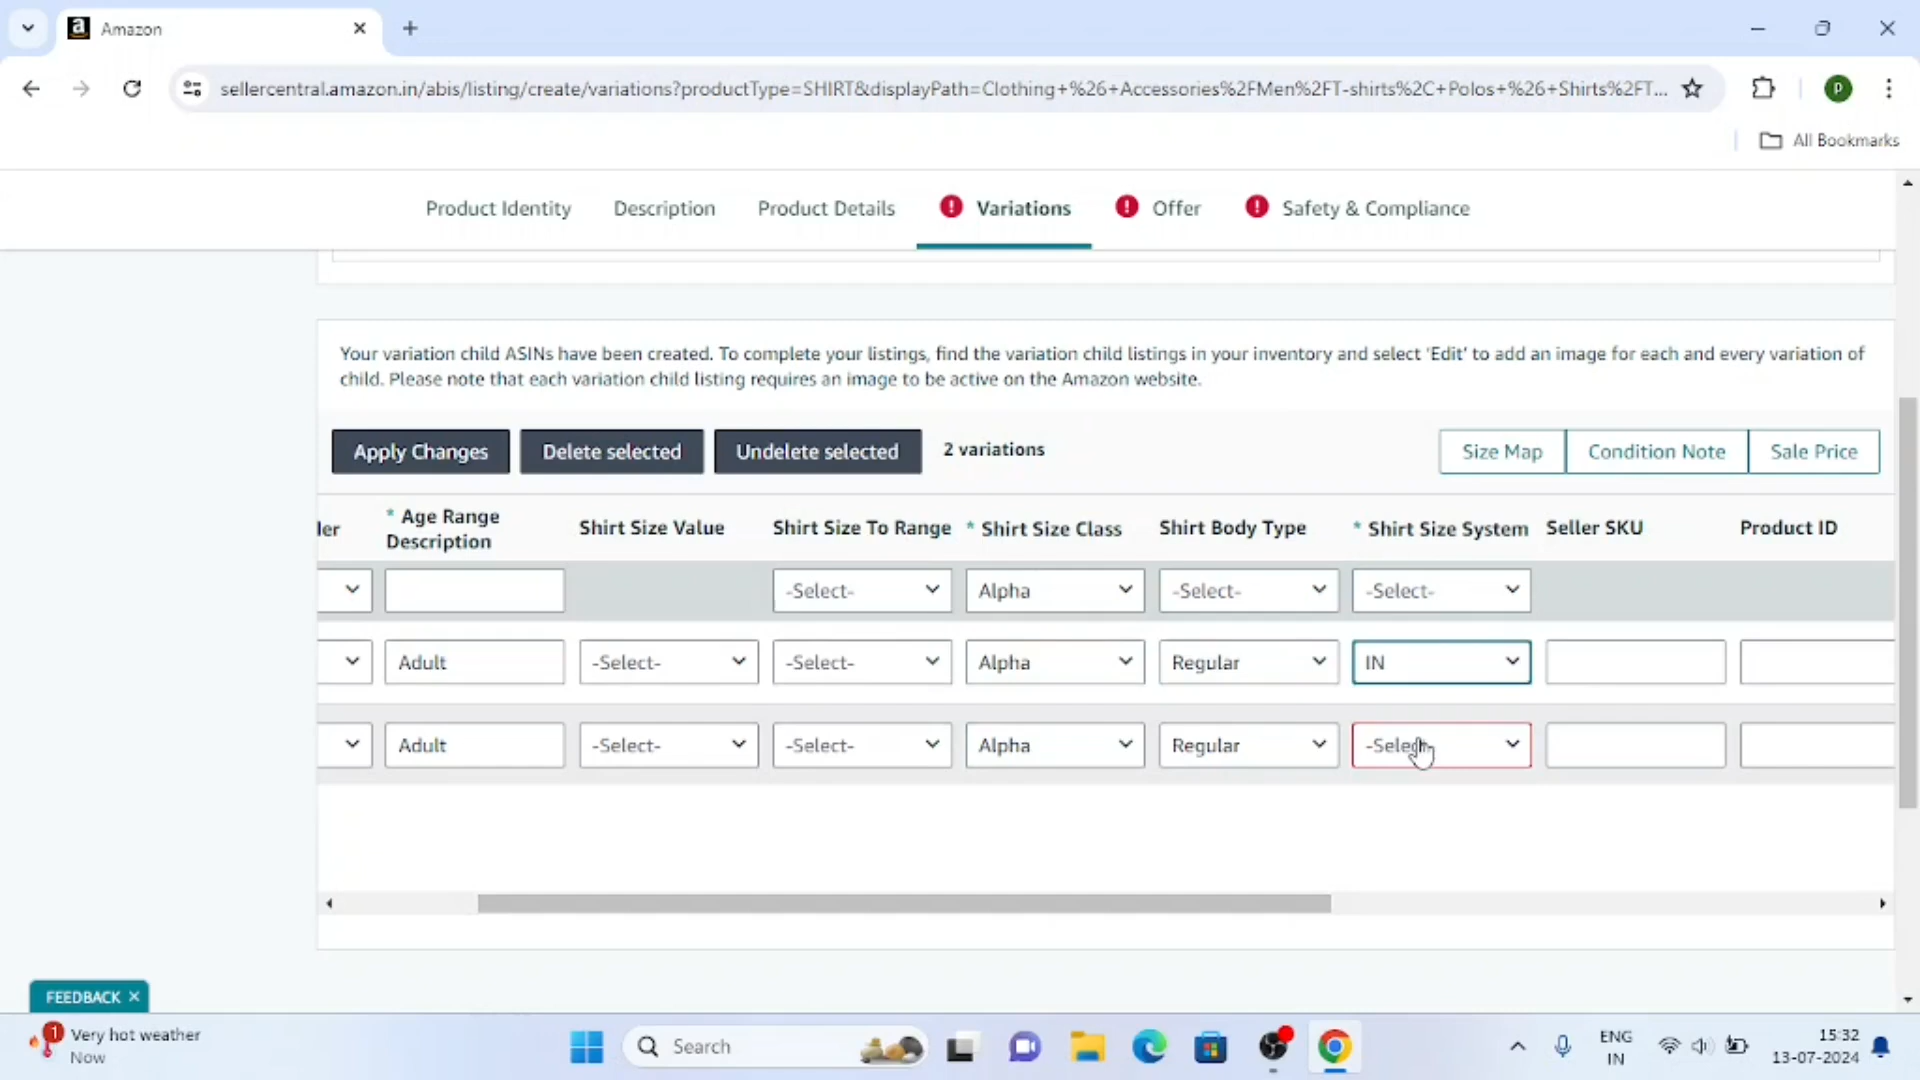 Amazon
sellercentral.amazon.in/abis/listing/create/variations?productType=SHIRT&displayPath=Clothing+%26+Accessories%2FMen%2FT-shirts%2C+Polos+%26+Shirts%2FT...
P
All Bookmarks
Product Identity Description Product Details Variations Offer Safety & Compliance
Your variation child ASINs have been created. To complete your listings, find the variation child listings in your inventory and select 'Edit' to add an image for each and every variation of
child. Please note that each variation child listing requires an image to be active on the Amazon website.
Apply Changes Delete selected Undelete selected 2 variations Size Map Condition Note Sale Price
ler * Age Range Description Shirt Size Value Shirt Size To Range * Shirt Size Class Shirt Body Type * Shirt Size System Seller SKU Product ID
-Select- Alpha -Select- -Select-
Adult -Select- -Select- Alpha Regular IN
Adult -Select- -Select- Alpha Regular -Select-
FEEDBACK ×
1 Very hot weather
Now
Search
ENG
IN
15:32
13-07-2024